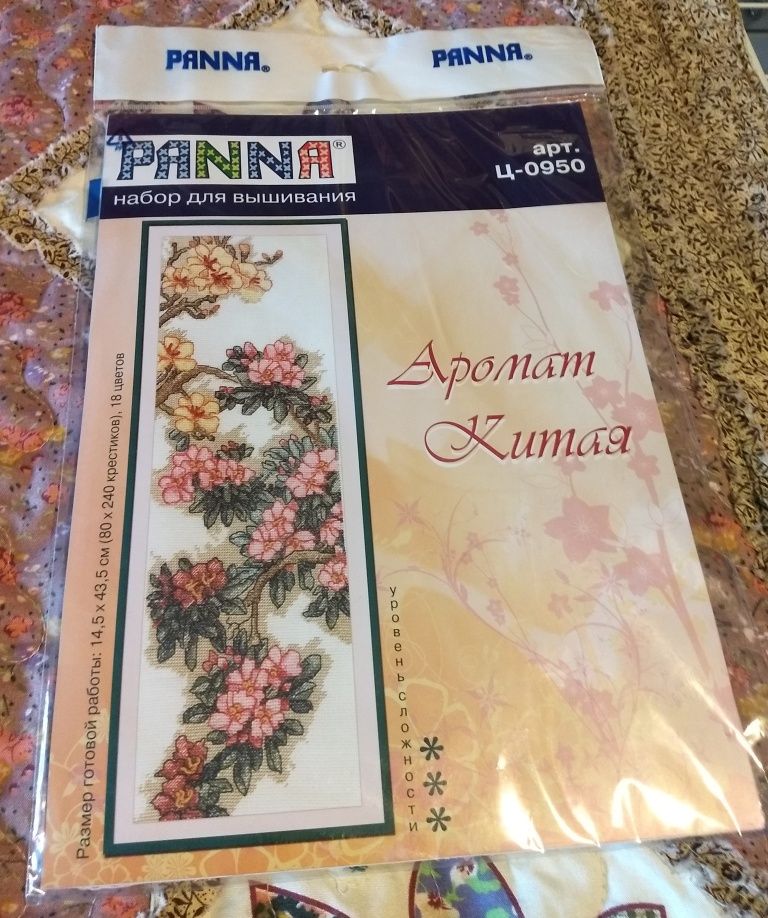 PANNA®
PANNA®
PANNA®
арт.
Ц-0950
набор для вышивания
Аромат
Китая
Размер готовой работы: 14,5 х 43,5 см (80 х 240 крестиков), 18 цветов
уровень сложности
***